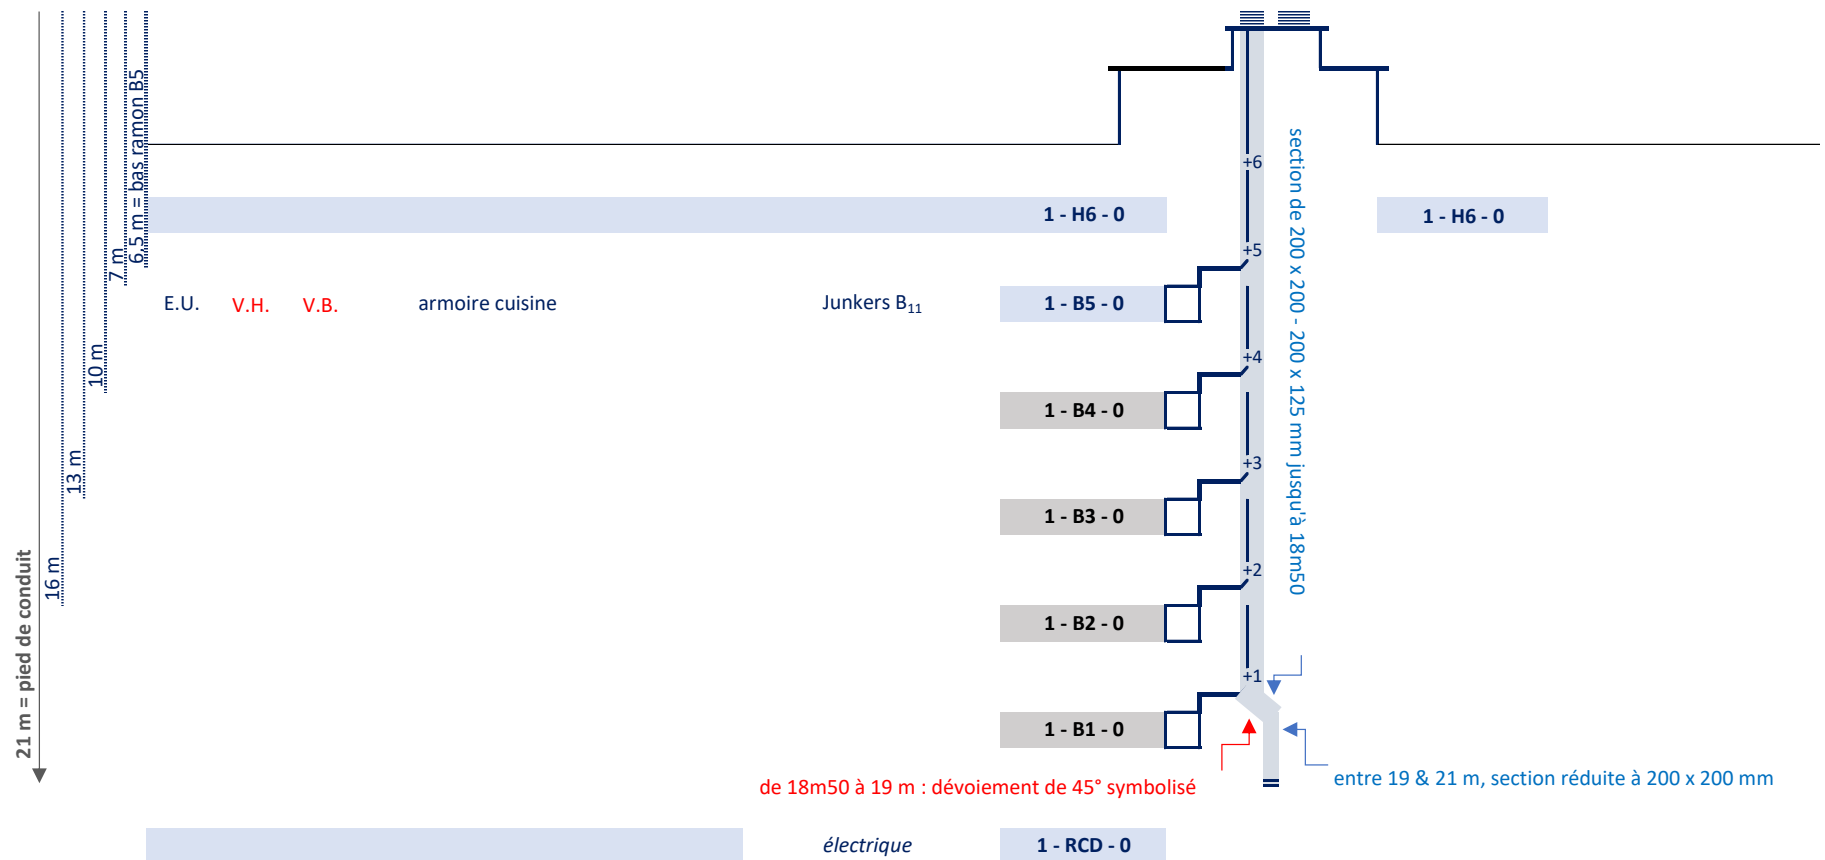 6,5 m = bas ramon B5
7 m
10 m
13 m
16 m
21 m = pied de conduit
+6
1 - H6 - 0
1 - H6 - 0
section de 200 x 200 - 200 x 125 mm jusqu'à 18m50
+5
E.U. V.H. V.B. armoire cuisine Junkers B₁₁ 1 - B5 - 0
+4
1 - B4 - 0
+3
1 - B3 - 0
+2
1 - B2 - 0
+1
1 - B1 - 0
de 18m50 à 19 m : dévoiement de 45° symbolisé
entre 19 & 21 m, section réduite à 200 x 200 mm
électrique 1 - RCD - 0